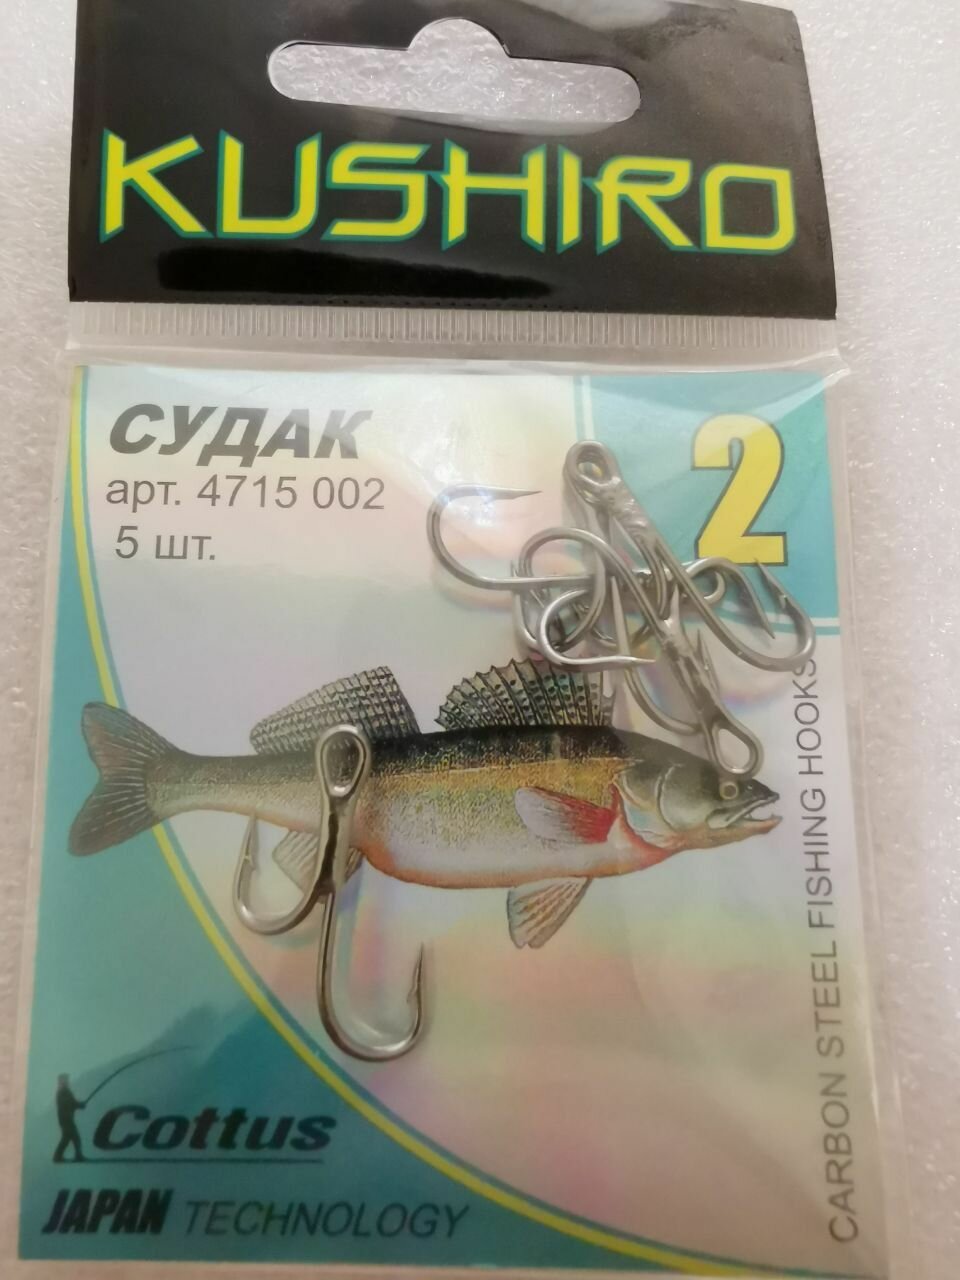 KUSHIRO
СУДАК
арт. 4715 002
5 шт.
2
CARBON STEEL FISHING HOOKS
Cottus
JAPAN TECHNOLOGY